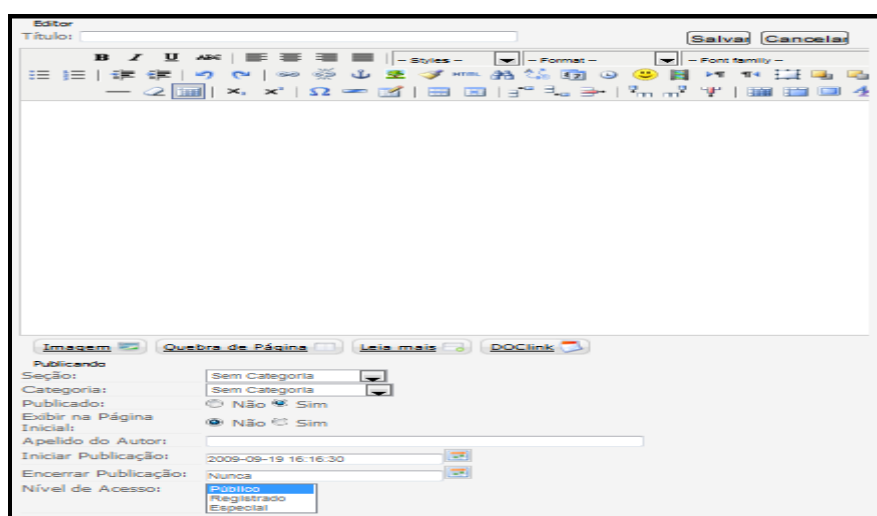 Editor
Título: Salvar Cancelar
B I U ABC -- Styles -- -- Format -- -- Font family --
HTML
Imagem Quebra de Página Leia mais DOClink
Publicando
Seção: Sem Categoria
Categoria: Sem Categoria
Publicado: Não Sim
Exibir na Página
Inicial: Não Sim
Apelido do Autor:
Iniciar Publicação: 2009-09-19 16:16:30
Encerrar Publicação: Nunca
Nível de Acesso: Público
Registrado
Especial